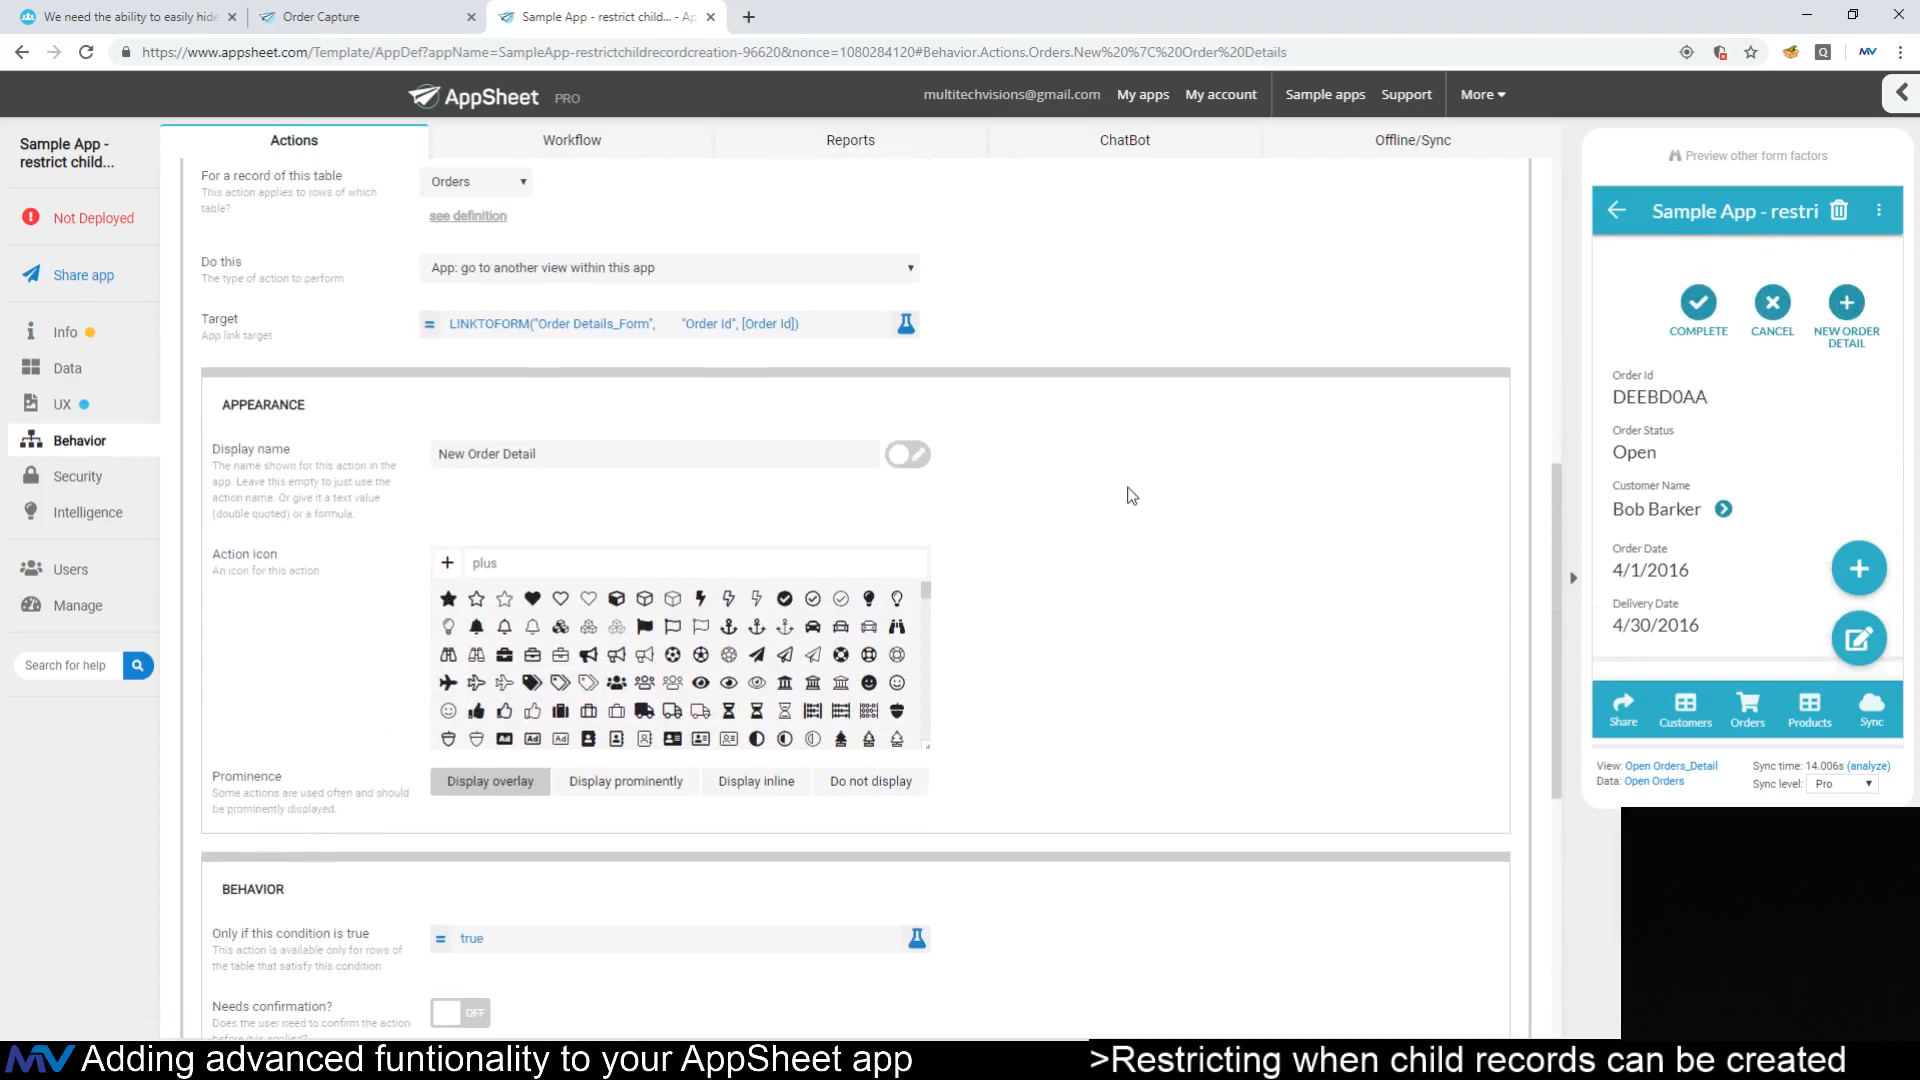 We need the ability to easily hide
Order Capture
Sample App - restrict child... - Ap
https://www.appsheet.com/Template/AppDef?appName=SampleApp-restrictchildrecordcreation-96620&nonce=1080284120#Behavior.Actions.Orders.New%20%7C%20Order%20Details
AppSheet PRO
multitechvisions@gmail.com My apps My account Sample apps Support More
Sample App -
restrict child...
Not Deployed
Share app
Info
Data
UX
Behavior
Security
Intelligence
Users
Manage
Search for help
Actions Workflow Reports ChatBot Offline/Sync
For a record of this table
This action applies to rows of which
table?
Orders
see definition
Do this
The type of action to perform
App: go to another view within this app
Target
App link target
= LINKTOFORM("Order Details_Form", "Order Id", [Order Id])
APPEARANCE
Display name
The name shown for this action in the
app. Leave this empty to just use the
action name. Or give it a text value
(double quoted) or a formula.
New Order Detail
Action icon
An icon for this action
plus
Ad Ad Ad
Prominence
Some actions are used often and should
be prominently displayed.
Display overlay Display prominently Display inline Do not display
BEHAVIOR
Only if this condition is true
This action is available only for rows of
the table that satisfy this condition
= true
Needs confirmation?
Does the user need to confirm the action
before it is applied?
OFF
Preview other form factors
Sample App - restri
COMPLETE CANCEL NEW ORDER
DETAIL
Order Id
DEEBD0AA
Order Status
Open
Customer Name
Bob Barker
Order Date
4/1/2016
Delivery Date
4/30/2016
Share Customers Orders Products Sync
View: Open Orders_Detail
Data: Open Orders
Sync time: 14.006s (analyze)
Sync level: Pro
MV Adding advanced funtionality to your AppSheet app
>Restricting when child records can be created